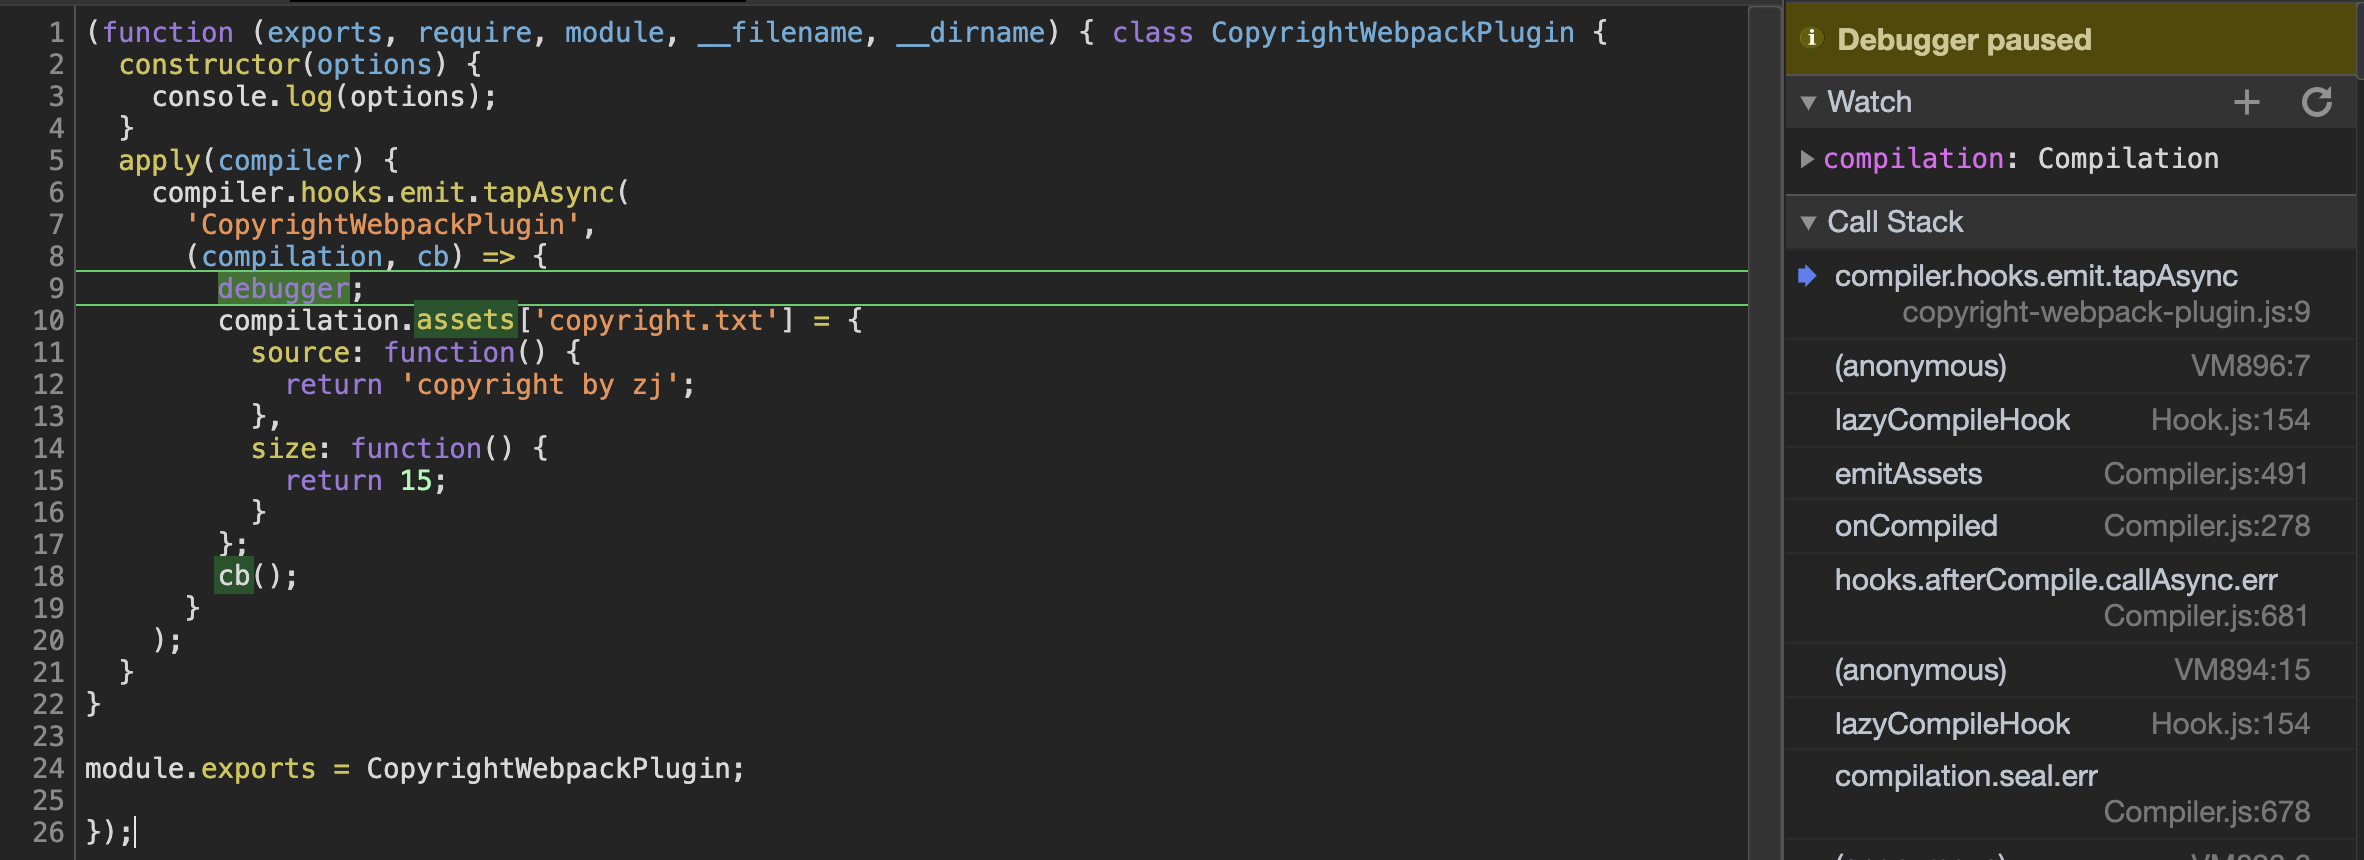 1 (function (exports, require, module, __filename, __dirname) { class CopyrightWebpackPlugin {
2   constructor(options) {
3     console.log(options);
4   }
5   apply(compiler) {
6     compiler.hooks.emit.tapAsync(
7       'CopyrightWebpackPlugin',
8       (compilation, cb) => {
9         debugger;
10         compilation.assets['copyright.txt'] = {
11           source: function() {
12             return 'copyright by zj';
13           },
14           size: function() {
15             return 15;
16           }
17         };
18         cb();
19       }
20     );
21   }
22 }
23
24 module.exports = CopyrightWebpackPlugin;
25
26 });
Debugger paused
Watch
compilation: Compilation
Call Stack
compiler.hooks.emit.tapAsync
copyright-webpack-plugin.js:9
(anonymous) VM896:7
lazyCompileHook Hook.js:154
emitAssets Compiler.js:491
onCompiled Compiler.js:278
hooks.afterCompile.callAsync.err
Compiler.js:681
(anonymous) VM894:15
lazyCompileHook Hook.js:154
compilation.seal.err
Compiler.js:678